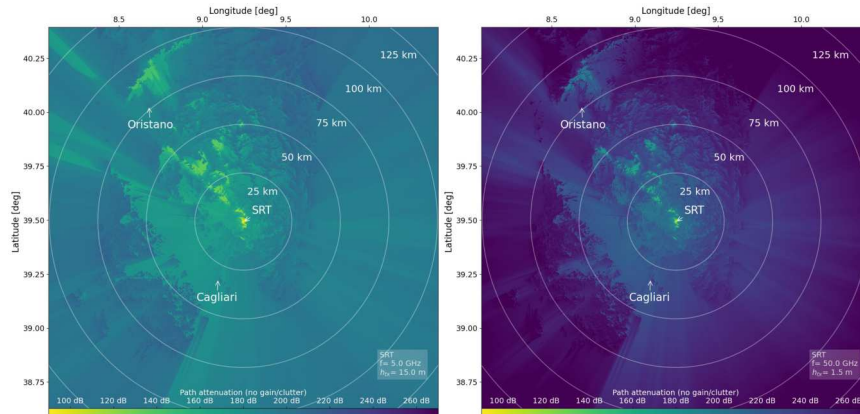 Longitude [deg]
8.5 9.0 9.5 10.0
Latitude [deg]
40.25
40.00
39.75
39.50
39.25
39.00
38.75
125 km
100 km
75 km
50 km
25 km
Oristano
SRT
Cagliari
SRT
f= 5.0 GHz
htx= 15.0 m
Path attenuation (no gain/clutter)
100 dB 120 dB 140 dB 160 dB 180 dB 200 dB 220 dB 240 dB 260 dB
Longitude [deg]
8.5 9.0 9.5 10.0
Latitude [deg]
40.25
40.00
39.75
39.50
39.25
39.00
38.75
125 km
100 km
75 km
50 km
25 km
Oristano
SRT
Cagliari
SRT
f= 50.0 GHz
htx= 1.5 m
Path attenuation (no gain/clutter)
100 dB 120 dB 140 dB 160 dB 180 dB 200 dB 220 dB 240 dB 260 dB